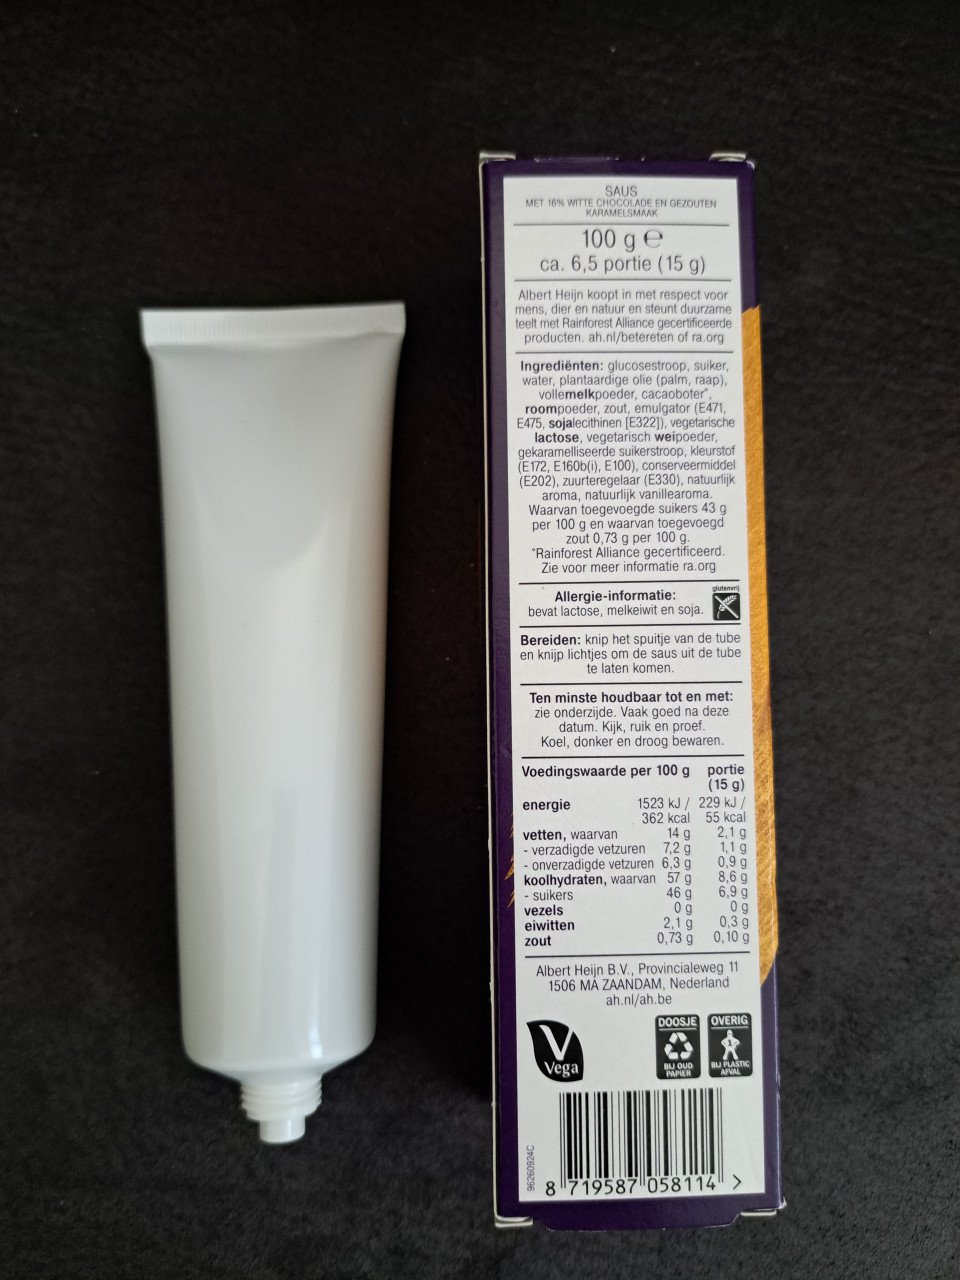 SAUS
MET 16% WITTE CHOCOLADE EN GEZOUTEN
KARAMELSMAAK
100 g ℮
ca. 6,5 portie (15 g)
Albert Heijn koopt in met respect voor
mens, dier en natuur en steunt duurzame
teelt met Rainforest Alliance gecertificeerde
producten. ah.nl/betereten of ra.org
Ingrediënten: glucosestroop, suiker,
water, plantaardige olie (palm, raap),
vollemelkpoeder, cacaoboter°,
roompoeder, zout, emulgator (E471,
E475, sojalecithinen [E322]), vegetarische
lactose, vegetarisch weipoeder,
gekaramelliseerde suikerstroop, kleurstof
(E172, E160b(i), E100), conserveermiddel
(E202), zuurteregelaar (E330), natuurlijk
aroma, natuurlijk vanillearoma.
Waarvan toegevoegde suikers 43 g
per 100 g en waarvan toegevoegd
zout 0,73 g per 100 g.
°Rainforest Alliance gecertificeerd.
Zie voor meer informatie ra.org
glutenvrij
Allergie-informatie:
bevat lactose, melkeiwit en soja.
Bereiden: knip het spuitje van de tube
en knijp lichtjes om de saus uit de tube
te laten komen.
Ten minste houdbaar tot en met:
zie onderzijde. Vaak goed na deze
datum. Kijk, ruik en proef.
Koel, donker en droog bewaren.
Voedingswaarde per 100 g portie
(15 g)
energie 1523 kJ / 229 kJ /
362 kcal 55 kcal
vetten, waarvan 14 g 2,1 g
- verzadigde vetzuren 7,2 g 1,1 g
- onverzadigde vetzuren 6,3 g 0,9 g
koolhydraten, waarvan 57 g 8,6 g
- suikers 46 g 6,9 g
vezels 0 g 0 g
eiwitten 2,1 g 0,3 g
zout 0,73 g 0,10 g
Albert Heijn B.V., Provincialeweg 11
1506 MA ZAANDAM, Nederland
ah.nl/ah.be
V
Vega
DOOSJE
BIJ OUD
PAPIER
OVERIG
1
BIJ PLASTIC
AFVAL
96260924C
8 719587 058114 >